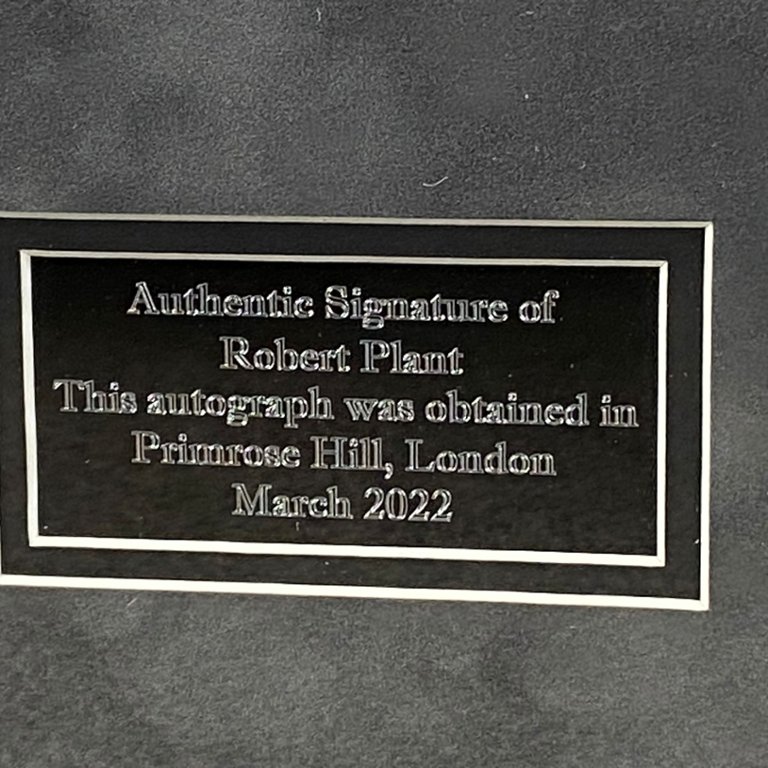 Authentic Signature of
Robert Plant
This autograph was obtained in
Primrose Hill, London
March 2022